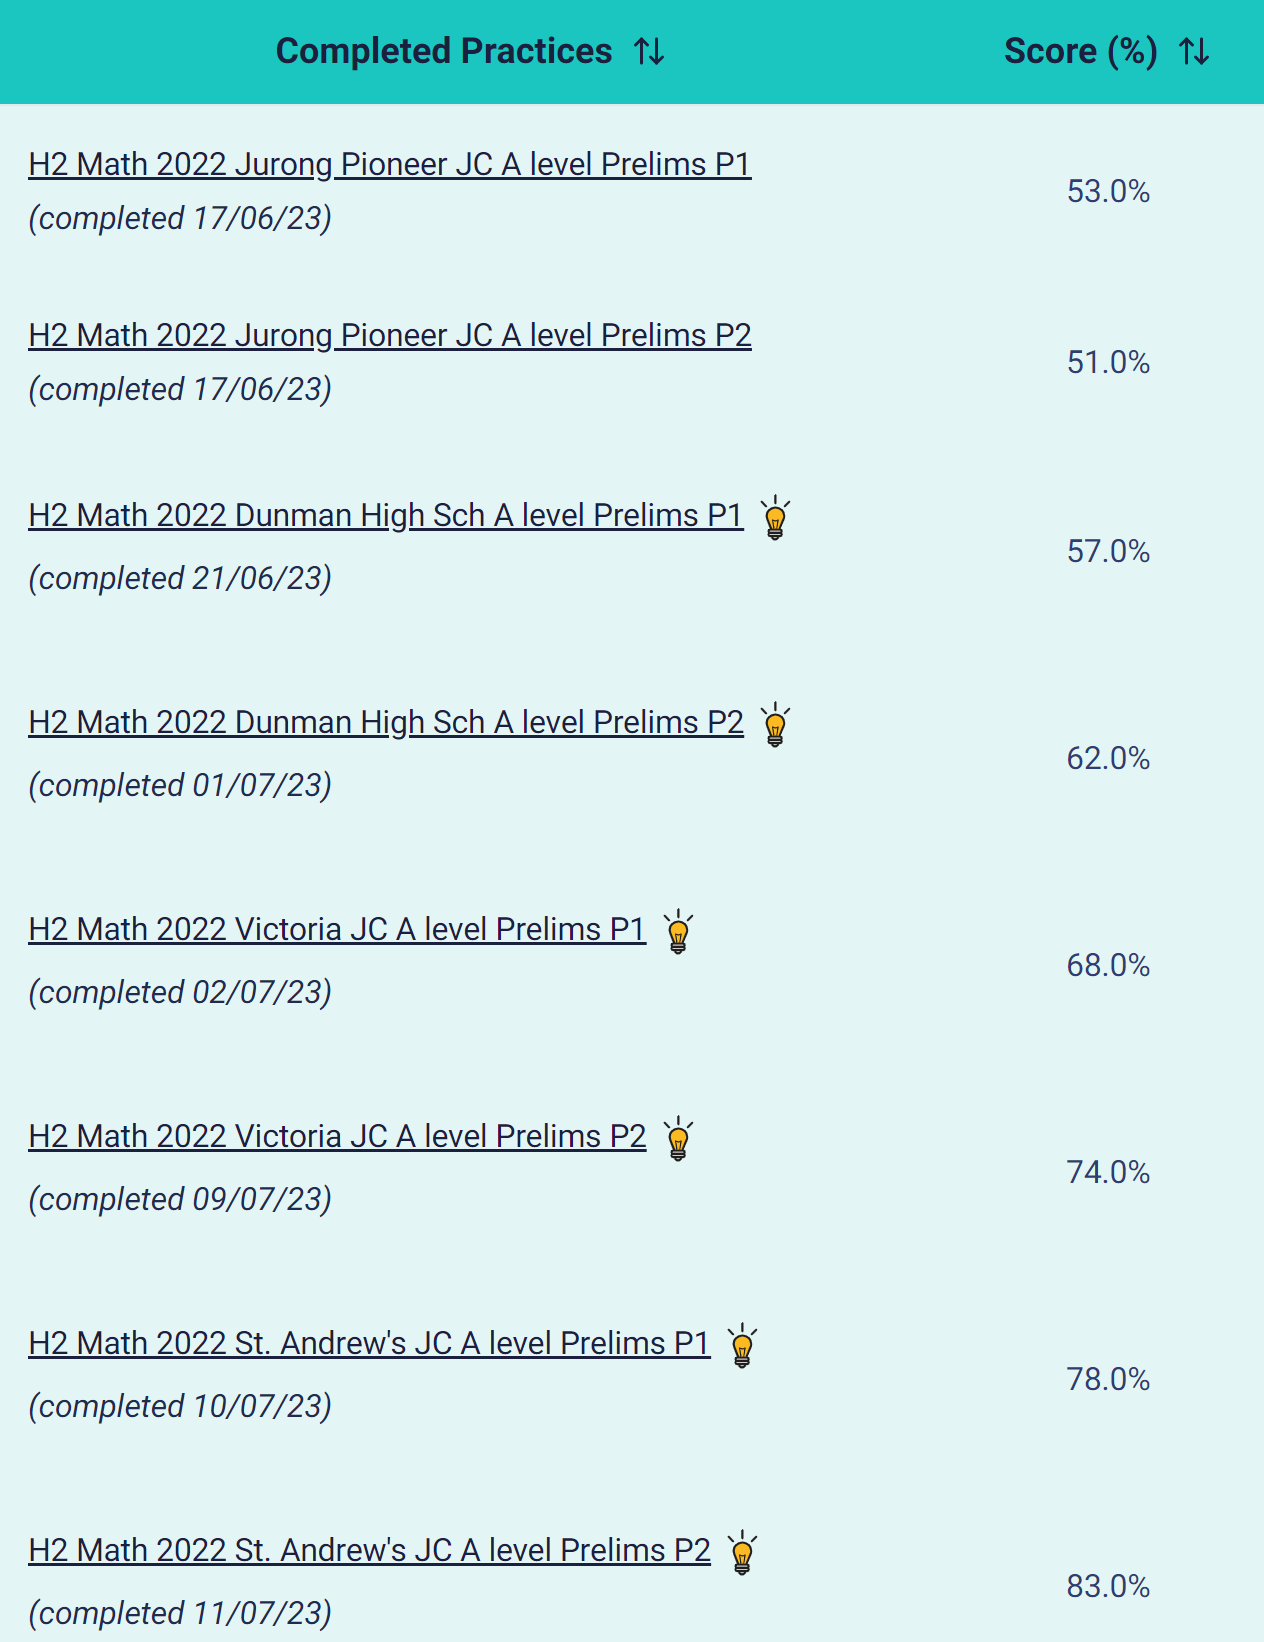 Completed Practices Score (%)
H2 Math 2022 Jurong Pioneer JC A level Prelims P1
(completed 17/06/23)
53.0%
H2 Math 2022 Jurong Pioneer JC A level Prelims P2
(completed 17/06/23)
51.0%
H2 Math 2022 Dunman High Sch A level Prelims P1
(completed 21/06/23)
57.0%
H2 Math 2022 Dunman High Sch A level Prelims P2
(completed 01/07/23)
62.0%
H2 Math 2022 Victoria JC A level Prelims P1
(completed 02/07/23)
68.0%
H2 Math 2022 Victoria JC A level Prelims P2
(completed 09/07/23)
74.0%
H2 Math 2022 St. Andrew's JC A level Prelims P1
(completed 10/07/23)
78.0%
H2 Math 2022 St. Andrew's JC A level Prelims P2
(completed 11/07/23)
83.0%